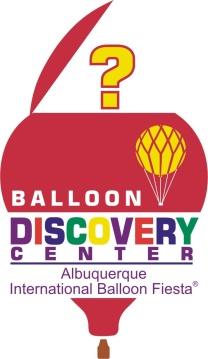 ?
BALLOON
DISCOVERY
CENTER
Albuquerque
International Balloon Fiesta®